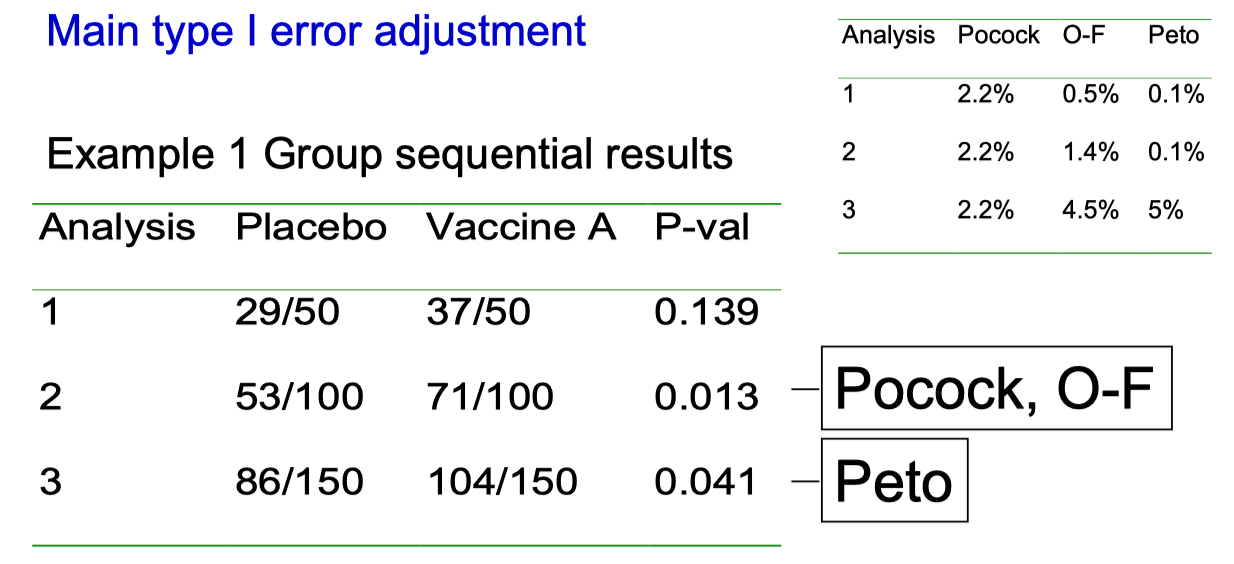 Main type I error adjustment
Analysis Pocock O-F Peto
1 2.2% 0.5% 0.1%
2 2.2% 1.4% 0.1%
3 2.2% 4.5% 5%
Example 1 Group sequential results
Analysis Placebo Vaccine A P-val
1 29/50 37/50 0.139
2 53/100 71/100 0.013
Pocock, O-F
3 86/150 104/150 0.041
Peto